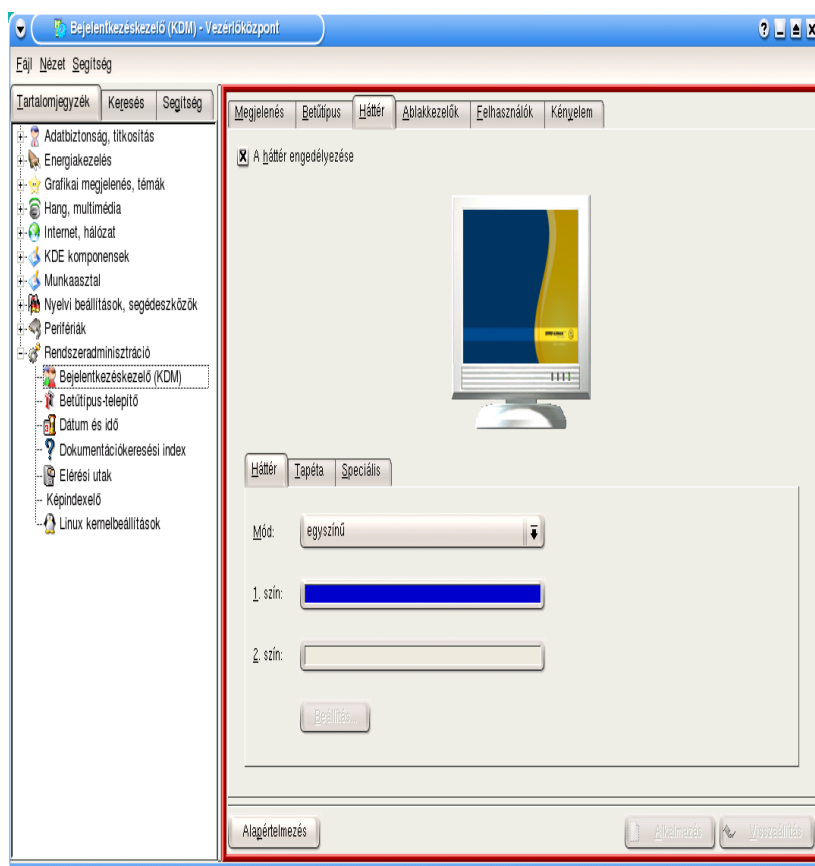 Bejelentkezéskezelő (KDM) - Vezérlőközpont
Fájl Nézet Segítség
Tartalomjegyzék Keresés Segítség
Adatbiztonság, titkosítás
Energiakezelés
Grafikai megjelenés, témák
Hang, multimédia
Internet, hálózat
KDE komponensek
Munkaasztal
Nyelvi beállítások, segédeszközök
Perifériák
Rendszeradminisztráció
Bejelentkezéskezelő (KDM)
Betűtípus-telepítő
Dátum és idő
Dokumentációkeresési index
Elérési utak
Képindexelő
Linux kernelbeállítások
Megjelenés Betűtípus Háttér Ablakkezelők Felhasználók Kényelem
A háttér engedélyezése
Háttér Tapéta Speciális
Mód: egyszínű
1. szín:
2. szín:
Beállítás...
Alapértelmezés Alkalmazás Visszaállítás